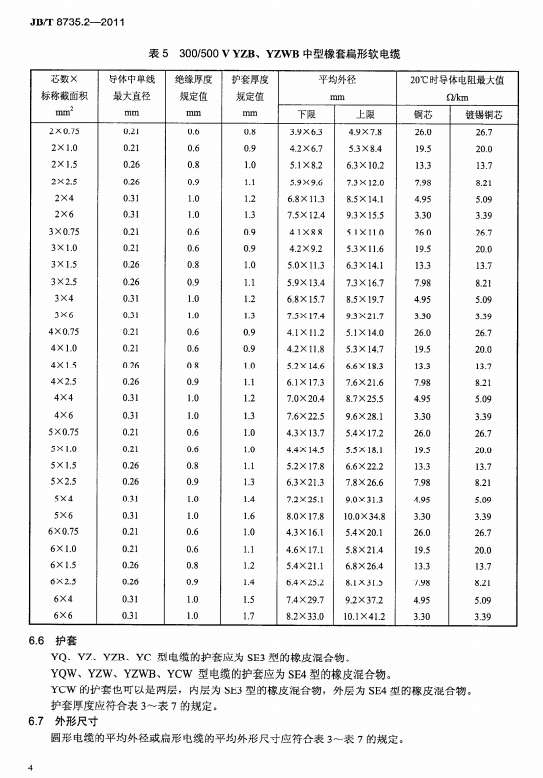 JB/T 8735.2—2011
表 5 300/500 V YZB、YZWB 中型橡套扁形软电缆
芯数× 导体中单线 绝缘厚度 护套厚度 平均外径 20℃时导体电阻最大值
标称截面积 最大直径 规定值 规定值 mm Ω/km
mm² mm mm mm 下限 上限 铜芯 镀锡铜芯
2×0.75 0.21 0.6 0.8 3.9×6.3 4.9×7.8 26.0 26.7
2×1.0 0.21 0.6 0.9 4.2×6.7 5.3×8.4 19.5 20.0
2×1.5 0.26 0.8 1.0 5.1×8.2 6.3×10.2 13.3 13.7
2×2.5 0.26 0.9 1.1 5.9×9.6 7.3×12.0 7.98 8.21
2×4 0.31 1.0 1.2 6.8×11.3 8.5×14.1 4.95 5.09
2×6 0.31 1.0 1.3 7.5×12.4 9.3×15.5 3.30 3.39
3×0.75 0.21 0.6 0.9 4.1×8.8 5.1×11.0 26.0 26.7
3×1.0 0.21 0.6 0.9 4.2×9.2 5.3×11.6 19.5 20.0
3×1.5 0.26 0.8 1.0 5.0×11.3 6.3×14.1 13.3 13.7
3×2.5 0.26 0.9 1.1 5.9×13.4 7.3×16.7 7.98 8.21
3×4 0.31 1.0 1.2 6.8×15.7 8.5×19.7 4.95 5.09
3×6 0.31 1.0 1.3 7.5×17.4 9.3×21.7 3.30 3.39
4×0.75 0.21 0.6 0.9 4.1×11.2 5.1×14.0 26.0 26.7
4×1.0 0.21 0.6 0.9 4.2×11.8 5.3×14.7 19.5 20.0
4×1.5 0.26 0.8 1.0 5.2×14.6 6.6×18.3 13.3 13.7
4×2.5 0.26 0.9 1.1 6.1×17.3 7.6×21.6 7.98 8.21
4×4 0.31 1.0 1.2 7.0×20.4 8.7×25.5 4.95 5.09
4×6 0.31 1.0 1.3 7.6×22.5 9.6×28.1 3.30 3.39
5×0.75 0.21 0.6 1.0 4.3×13.7 5.4×17.2 26.0 26.7
5×1.0 0.21 0.6 1.0 4.4×14.5 5.5×18.1 19.5 20.0
5×1.5 0.26 0.8 1.1 5.2×17.8 6.6×22.2 13.3 13.7
5×2.5 0.26 0.9 1.3 6.3×21.3 7.8×26.6 7.98 8.21
5×4 0.31 1.0 1.4 7.2×25.1 9.0×31.3 4.95 5.09
5×6 0.31 1.0 1.6 8.0×17.8 10.0×34.8 3.30 3.39
6×0.75 0.21 0.6 1.0 4.3×16.1 5.4×20.1 26.0 26.7
6×1.0 0.21 0.6 1.1 4.6×17.1 5.8×21.4 19.5 20.0
6×1.5 0.26 0.8 1.2 5.4×21.1 6.8×26.4 13.3 13.7
6×2.5 0.26 0.9 1.4 6.4×25.2 8.1×31.5 7.98 8.21
6×4 0.31 1.0 1.5 7.4×29.7 9.2×37.2 4.95 5.09
6×6 0.31 1.0 1.7 8.2×33.0 10.1×41.2 3.30 3.39
6.6 护套
YQ、YZ、YZB、YC 型电缆的护套应为 SE3 型的橡皮混合物。
YQW、YZW、YZWB、YCW 型电缆的护套应为 SE4 型的橡皮混合物。
YCW 的护套也可以是两层，内层为 SE3 型的橡皮混合物，外层为 SE4 型的橡皮混合物。
护套厚度应符合表 3～表 7 的规定。
6.7 外形尺寸
圆形电缆的平均外径或扁形电缆的平均外形尺寸应符合表 3～表 7 的规定。
4